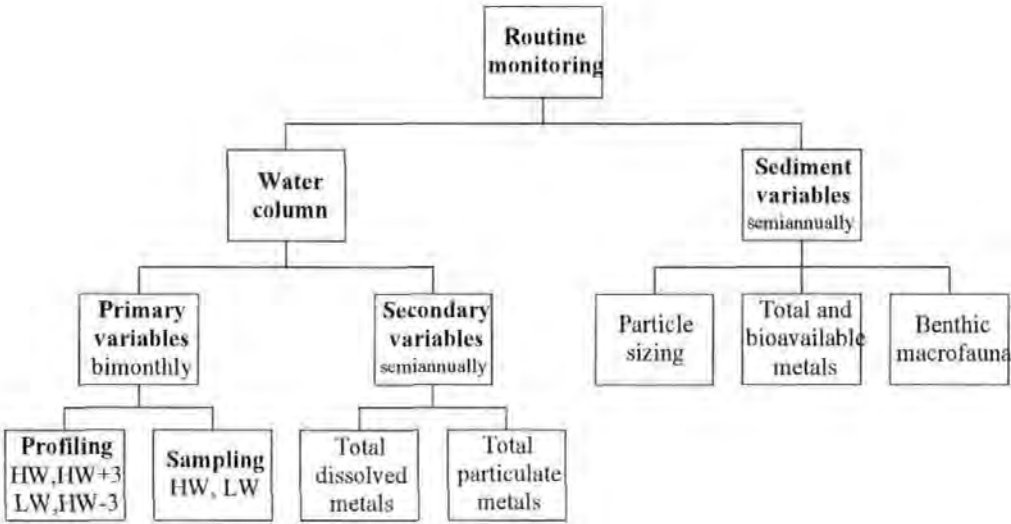 Routine
monitoring
Water
column
Sediment
variables
semiannually
Primary
variables
bimonthly
Secondary
variables
semiannually
Particle
sizing
Total and
bioavailable
metals
Benthic
macrofauna
Profiling
HW,HW+3
LW,HW-3
Sampling
HW, LW
Total
dissolved
metals
Total
particulate
metals